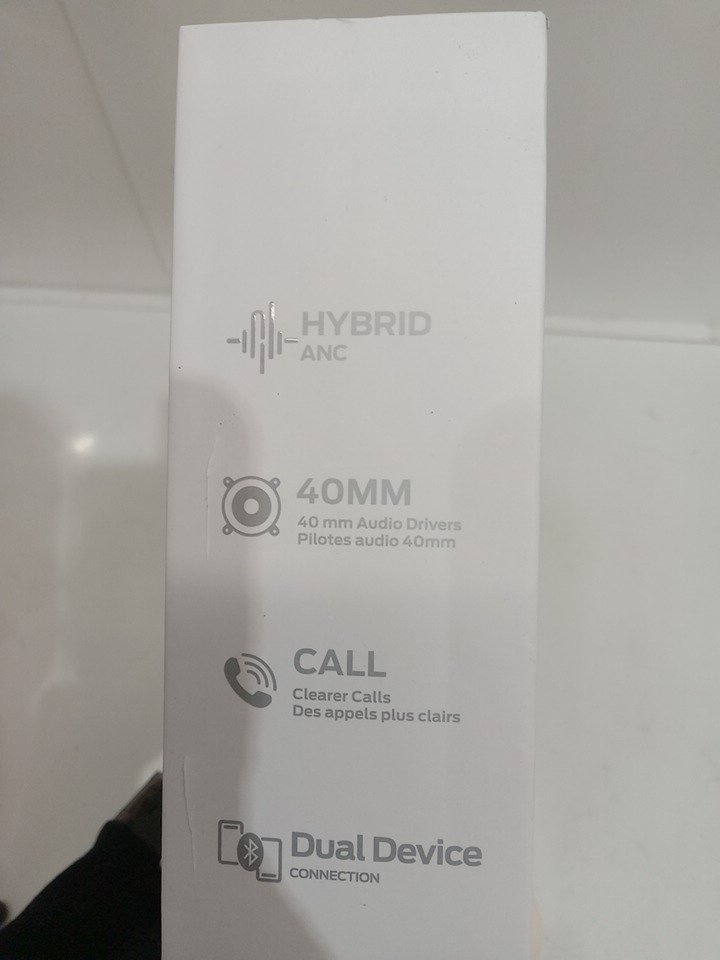 HYBRID
ANC
40MM
40 mm Audio Drivers
Pilotes audio 40mm
CALL
Clearer Calls
Des appels plus clairs
Dual Device
CONNECTION